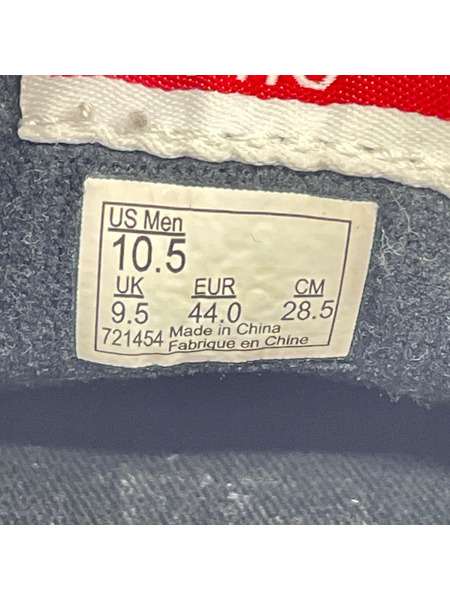 US Men
10.5
UK EUR CM
9.5 44.0 28.5
721454 Made in China
Fabrique en Chine